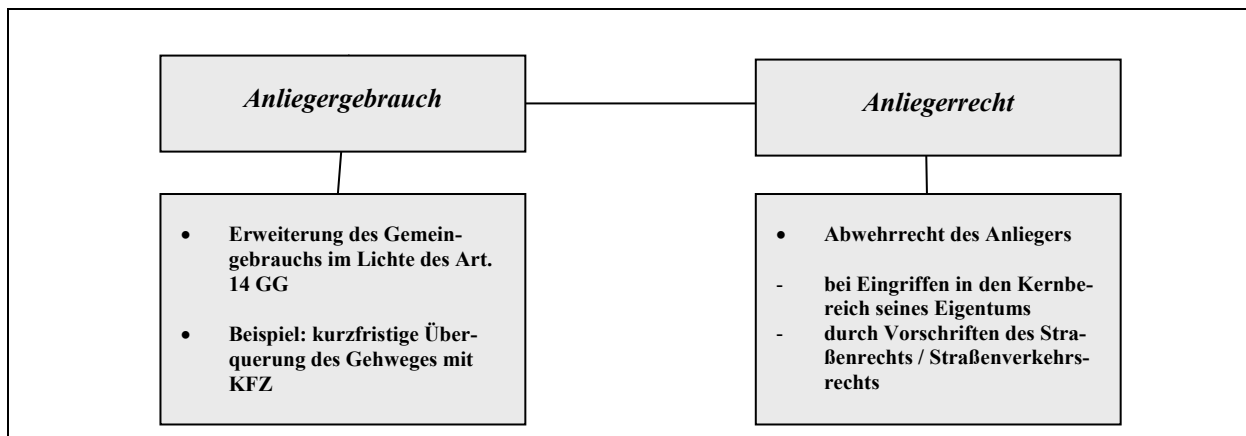 Anliegergebrauch
Anliegerrecht
• Erweiterung des Gemein-
gebrauchs im Lichte des Art.
14 GG
• Beispiel: kurzfristige Über-
querung des Gehweges mit
KFZ
• Abwehrrecht des Anliegers
- bei Eingriffen in den Kernbe-
reich seines Eigentums
- durch Vorschriften des Stra-
ßenrechts / Straßenverkehrs-
rechts